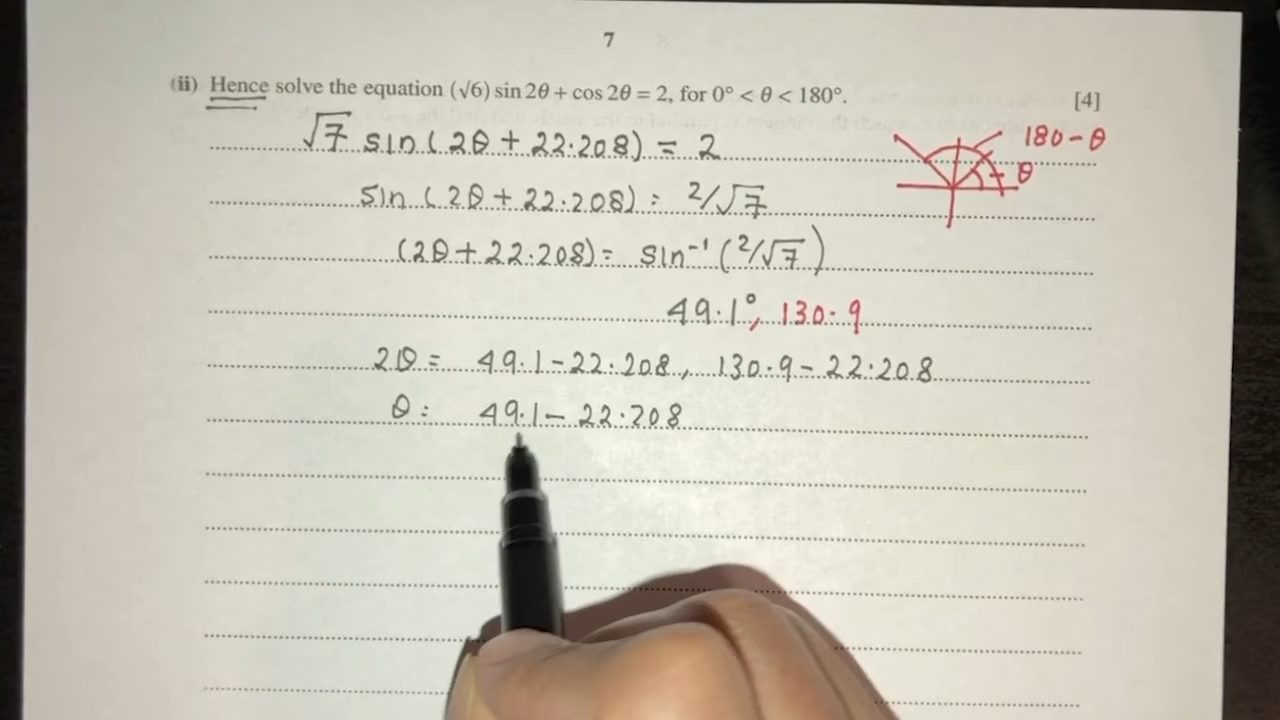 7
(ii) Hence solve the equation (√6) sin 2θ + cos 2θ = 2, for 0° < θ < 180°. [4]
√7 sin(2θ + 22.208) = 2
180 - θ
θ
sin(2θ + 22.208) = 2/√7
(2θ + 22.208) = sin⁻¹(2/√7)
49.1°, 130.9
2θ = 49.1 - 22.208, 130.9 - 22.208
θ = 49.1 - 22.208